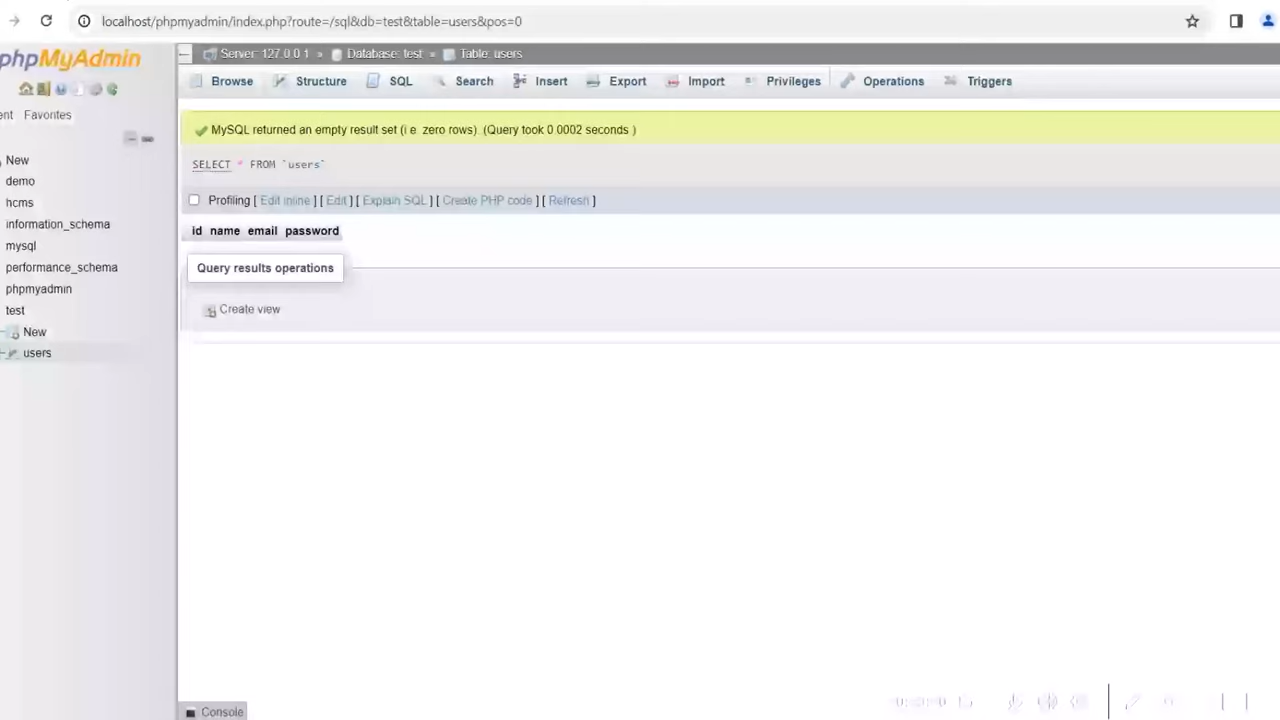 localhost/phpmyadmin/index.php?route=/sql&db=test&table=users&pos=0
phpMyAdmin
Server: 127.0.0.1 » Database: test » Table: users
Browse Structure SQL Search Insert Export Import Privileges Operations Triggers
ent Favorites
MySQL returned an empty result set (i.e. zero rows). (Query took 0.0002 seconds.)
SELECT * FROM `users`
Profiling [ Edit inline ] [ Edit ] [ Explain SQL ] [ Create PHP code ] [ Refresh ]
id name email password
Query results operations
Create view
New
demo
hcms
information_schema
mysql
performance_schema
phpmyadmin
test
New
users
Console